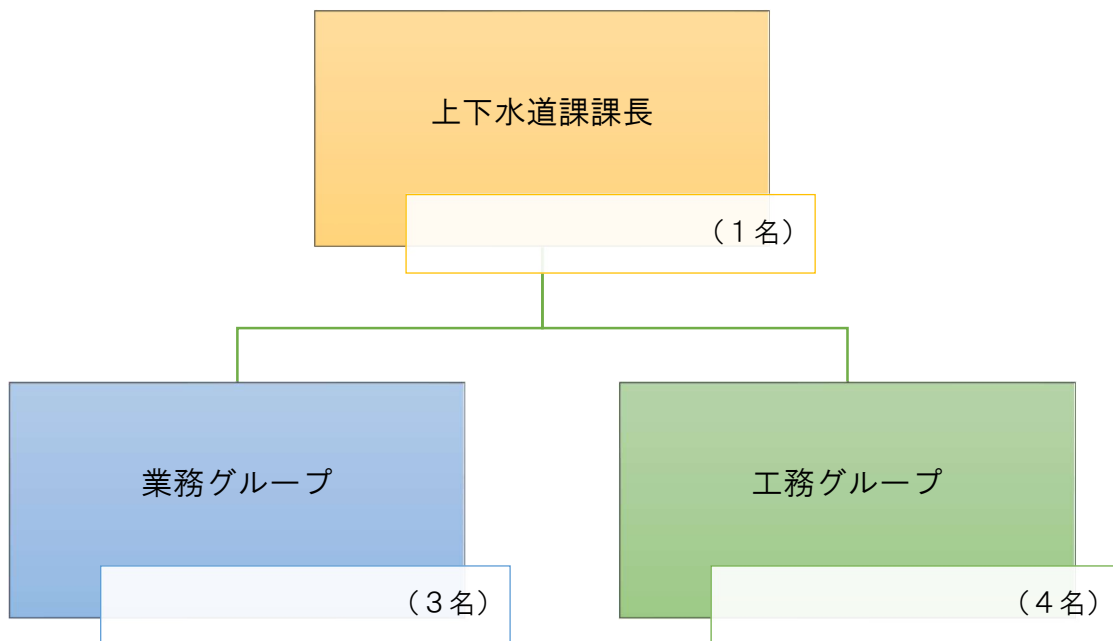 上下水道課課長
（１名）
業務グループ
（３名）
工務グループ
（４名）